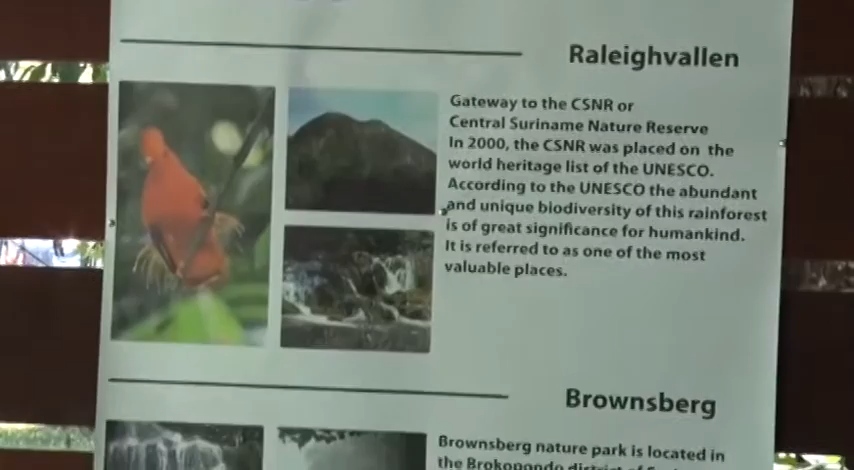 Raleighvallen
Gateway to the CSNR or
Central Suriname Nature Reserve
In 2000, the CSNR was placed on the
world heritage list of the UNESCO.
According to the UNESCO the abundant
and unique biodiversity of this rainforest
is of great significance for humankind.
It is referred to as one of the most
valuable places.
Brownsberg
Brownsberg nature park is located in
the Brokopondo district of